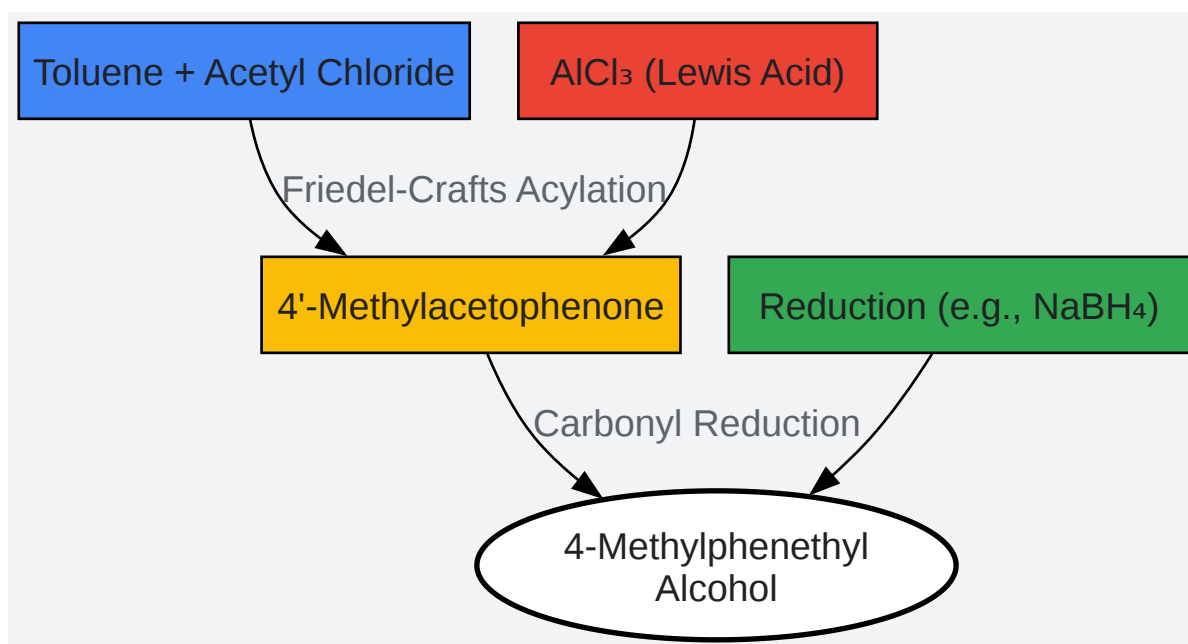 Toluene + Acetyl Chloride
AlCl₃ (Lewis Acid)
Friedel-Crafts Acylation
4'-Methylacetophenone
Reduction (e.g., NaBH₄)
Carbonyl Reduction
4-Methylphenethyl
Alcohol